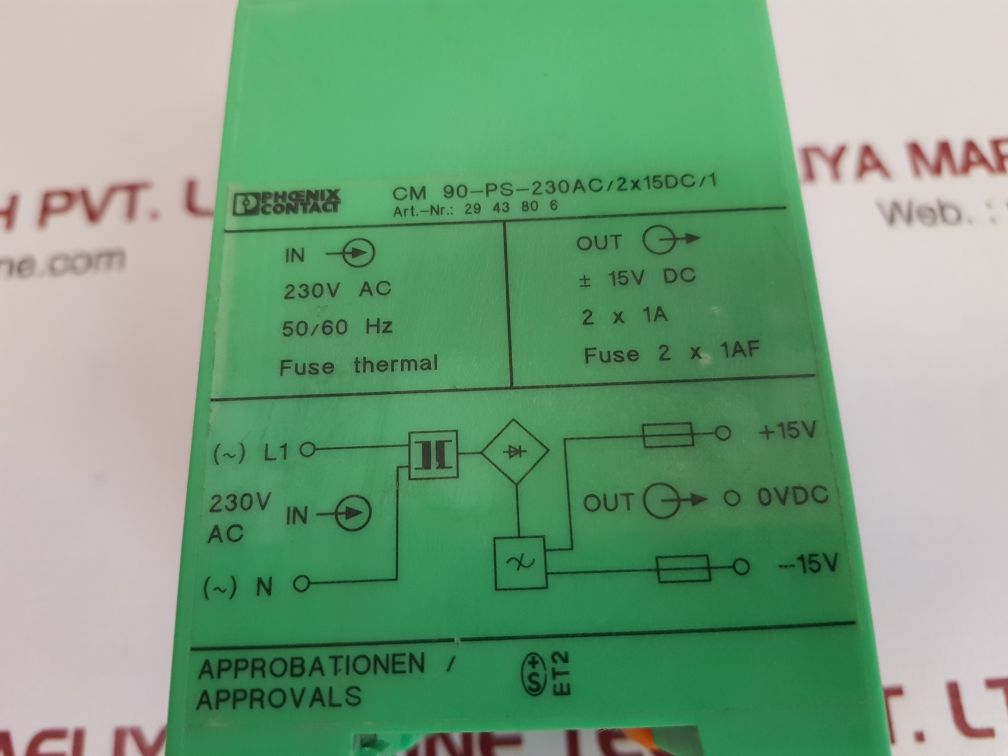 PHŒNIX
CONTACT
CM 90-PS-230AC/2x15DC/1
Art.-Nr.: 29 43 80 6
IN
230V AC
50/60 Hz
Fuse thermal
OUT
± 15V DC
2 x 1A
Fuse 2 x 1AF
(~) L1
230V
AC
IN
(~) N
+15V
OUT
0VDC
-15V
APPROBATIONEN /
APPROVALS
+
S
ET2
H PVT. L
ne.com
IYA MAR
Web. :
T. LT